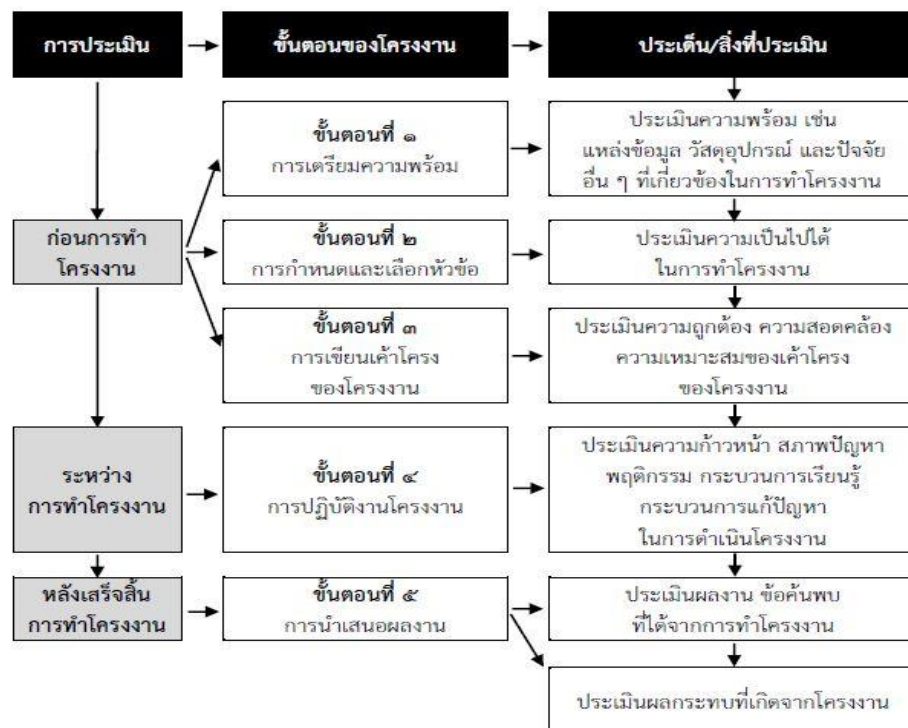 การประเมิน
ขั้นตอนของโครงงาน
ประเด็น/สิ่งที่ประเมิน
ก่อนการทำ
โครงงาน
ขั้นตอนที่ ๑
การเตรียมความพร้อม
ประเมินความพร้อม เช่น
แหล่งข้อมูล วัสดุอุปกรณ์ และปัจจัย
อื่น ๆ ที่เกี่ยวข้องในการทำโครงงาน
ขั้นตอนที่ ๒
การกำหนดและเลือกหัวข้อ
ประเมินความเป็นไปได้
ในการทำโครงงาน
ขั้นตอนที่ ๓
การเขียนเค้าโครง
ของโครงงาน
ประเมินความถูกต้อง ความสอดคล้อง
ความเหมาะสมของเค้าโครง
ของโครงงาน
ระหว่าง
การทำโครงงาน
ขั้นตอนที่ ๔
การปฏิบัติงานโครงงาน
ประเมินความก้าวหน้า สภาพปัญหา
พฤติกรรม กระบวนการเรียนรู้
กระบวนการแก้ปัญหา
ในการดำเนินโครงงาน
หลังเสร็จสิ้น
การทำโครงงาน
ขั้นตอนที่ ๕
การนำเสนอผลงาน
ประเมินผลงาน ข้อค้นพบ
ที่ได้จากการทำโครงงาน
ประเมินผลกระทบที่เกิดจากโครงงาน